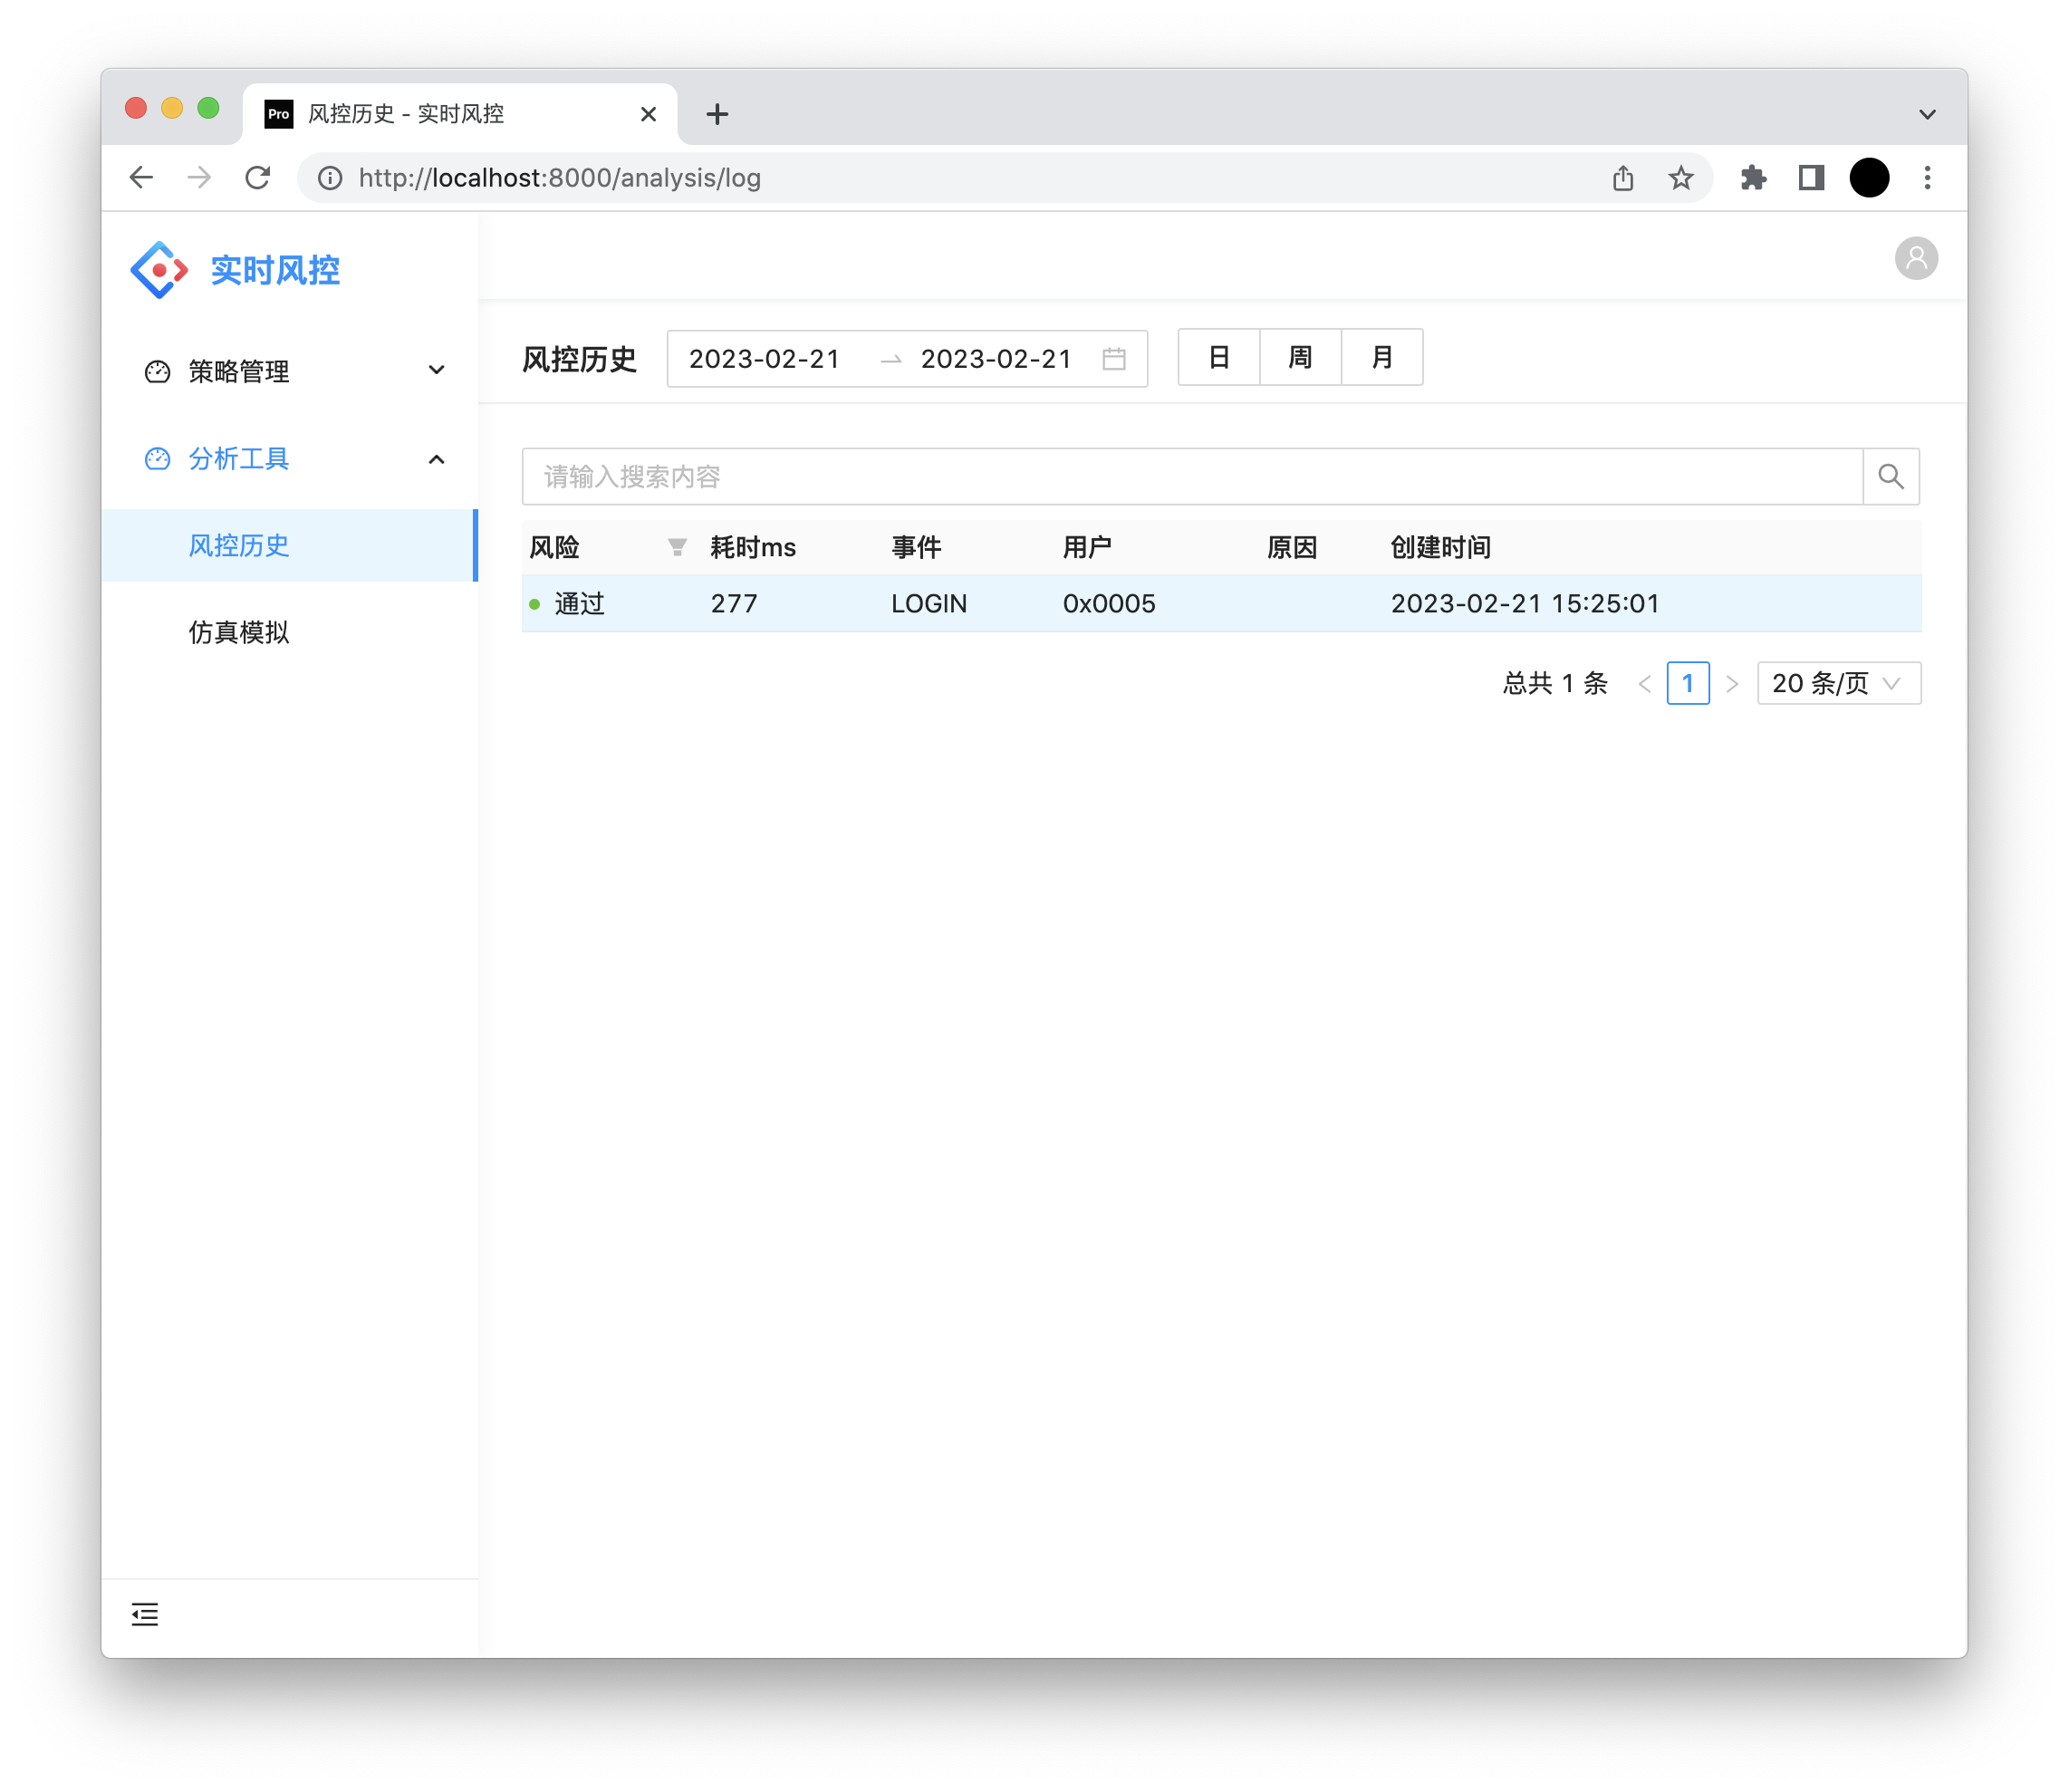 Pro 风控历史 - 实时风控
http://localhost:8000/analysis/log
实时风控
策略管理
分析工具
风控历史
仿真模拟
风控历史 2023-02-21 2023-02-21 日 周 月
请输入搜索内容
风险 耗时ms 事件 用户 原因 创建时间
通过 277 LOGIN 0x0005 2023-02-21 15:25:01
总共 1 条 1 20 条/页